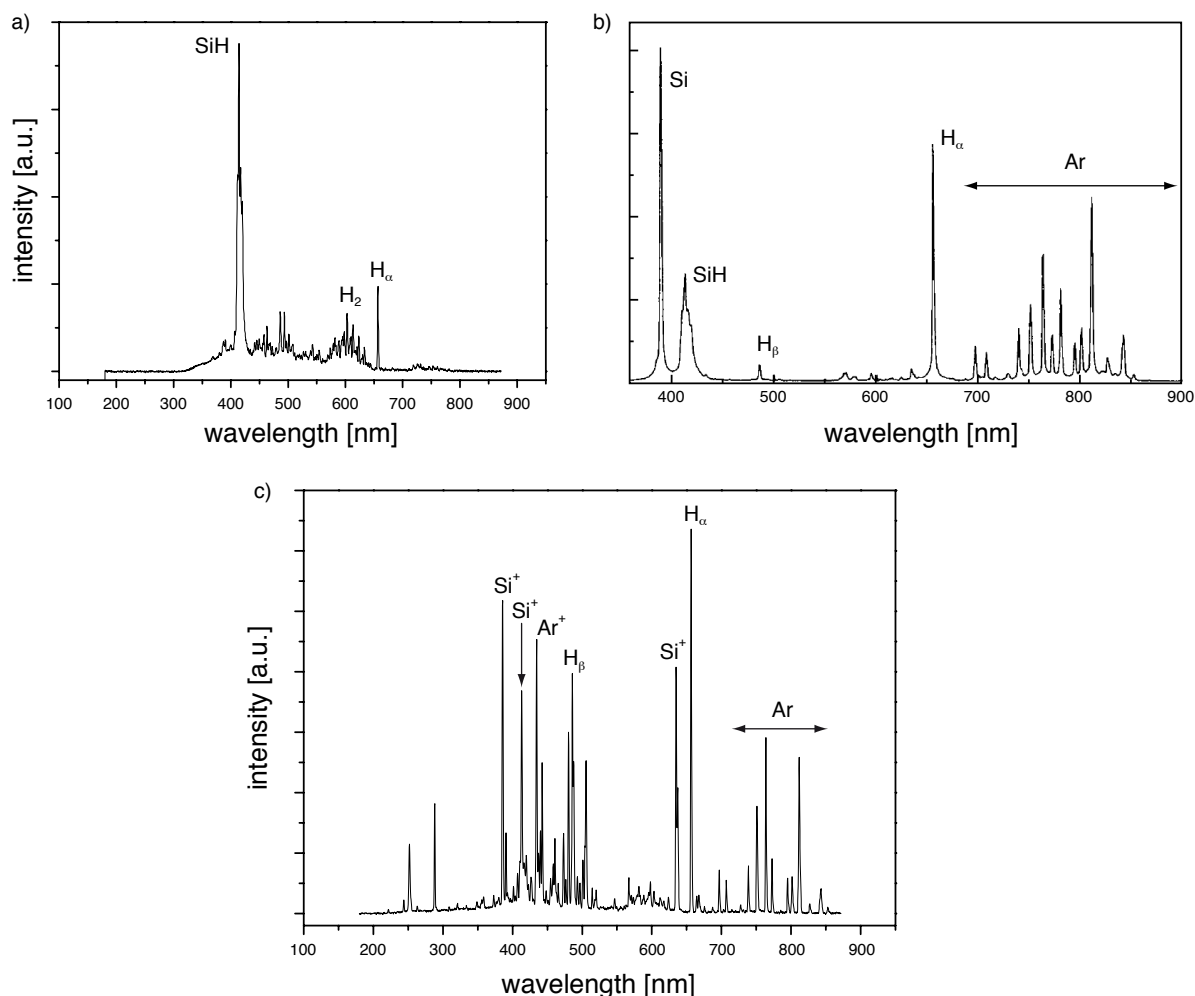 a)
SiH
H₂
Hα
intensity [a.u.]
100 200 300 400 500 600 700 800 900
wavelength [nm]
b)
Si
SiH
Hβ
Hα
Ar
400 500 600 700 800 900
wavelength [nm]
c)
Si⁺
Si⁺
Ar⁺
Hβ
Si⁺
Hα
Ar
intensity [a.u.]
100 200 300 400 500 600 700 800 900
wavelength [nm]